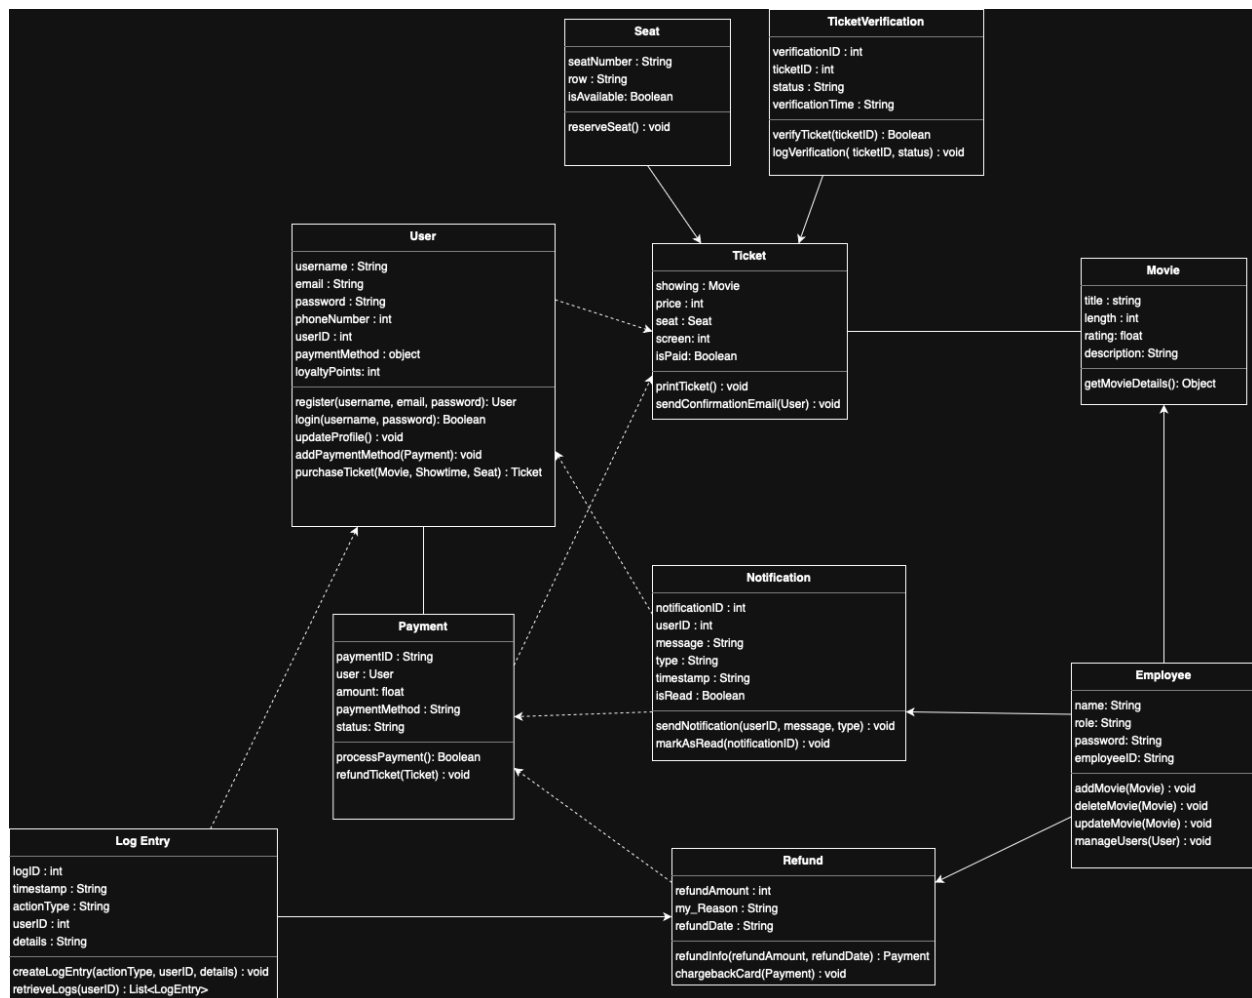 Seat
seatNumber : String
row : String
isAvailable: Boolean
reserveSeat() : void
TicketVerification
verificationID : int
ticketID : int
status : String
verificationTime : String
verifyTicket(ticketID) : Boolean
logVerification( ticketID, status) : void
User
username : String
email : String
password : String
phoneNumber : int
userID : int
paymentMethod : object
loyaltyPoints: int
register(username, email, password): User
login(username, password): Boolean
updateProfile() : void
addPaymentMethod(Payment): void
purchaseTicket(Movie, Showtime, Seat) : Ticket
Ticket
showing : Movie
price : int
seat : Seat
screen: int
isPaid: Boolean
printTicket() : void
sendConfirmationEmail(User) : void
Movie
title : string
length : int
rating: float
description: String
getMovieDetails(): Object
Payment
paymentID : String
user : User
amount: float
paymentMethod : String
status: String
processPayment(): Boolean
refundTicket(Ticket) : void
Notification
notificationID : int
userID : int
message : String
type : String
timestamp : String
isRead : Boolean
sendNotification(userID, message, type) : void
markAsRead(notificationID) : void
Employee
name: String
role: String
password: String
employeeID: String
addMovie(Movie) : void
deleteMovie(Movie) : void
updateMovie(Movie) : void
manageUsers(User) : void
Log Entry
logID : int
timestamp : String
actionType : String
userID : int
details : String
createLogEntry(actionType, userID, details) : void
retrieveLogs(userID) : List<LogEntry>
Refund
refundAmount : int
my_Reason : String
refundDate : String
refundInfo(refundAmount, refundDate) : Payment
chargebackCard(Payment) : void